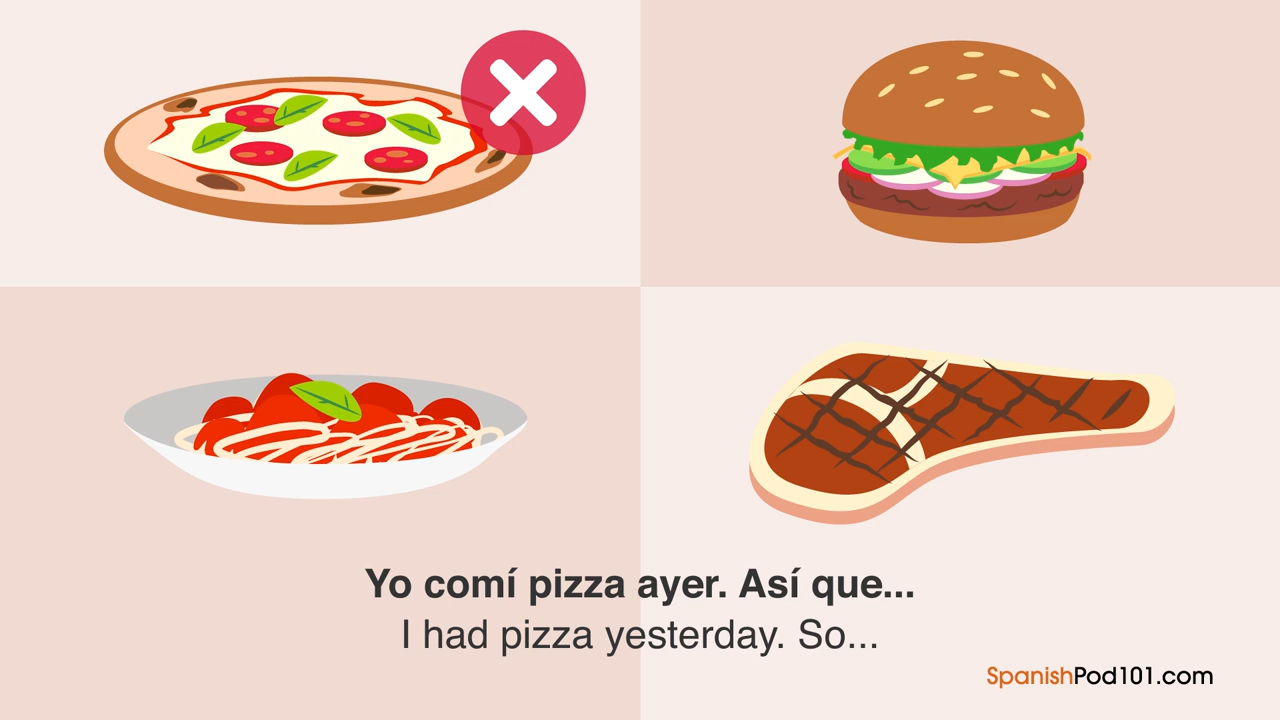 Yo comí pizza ayer. Así que...
I had pizza yesterday. So...
SpanishPod101.com